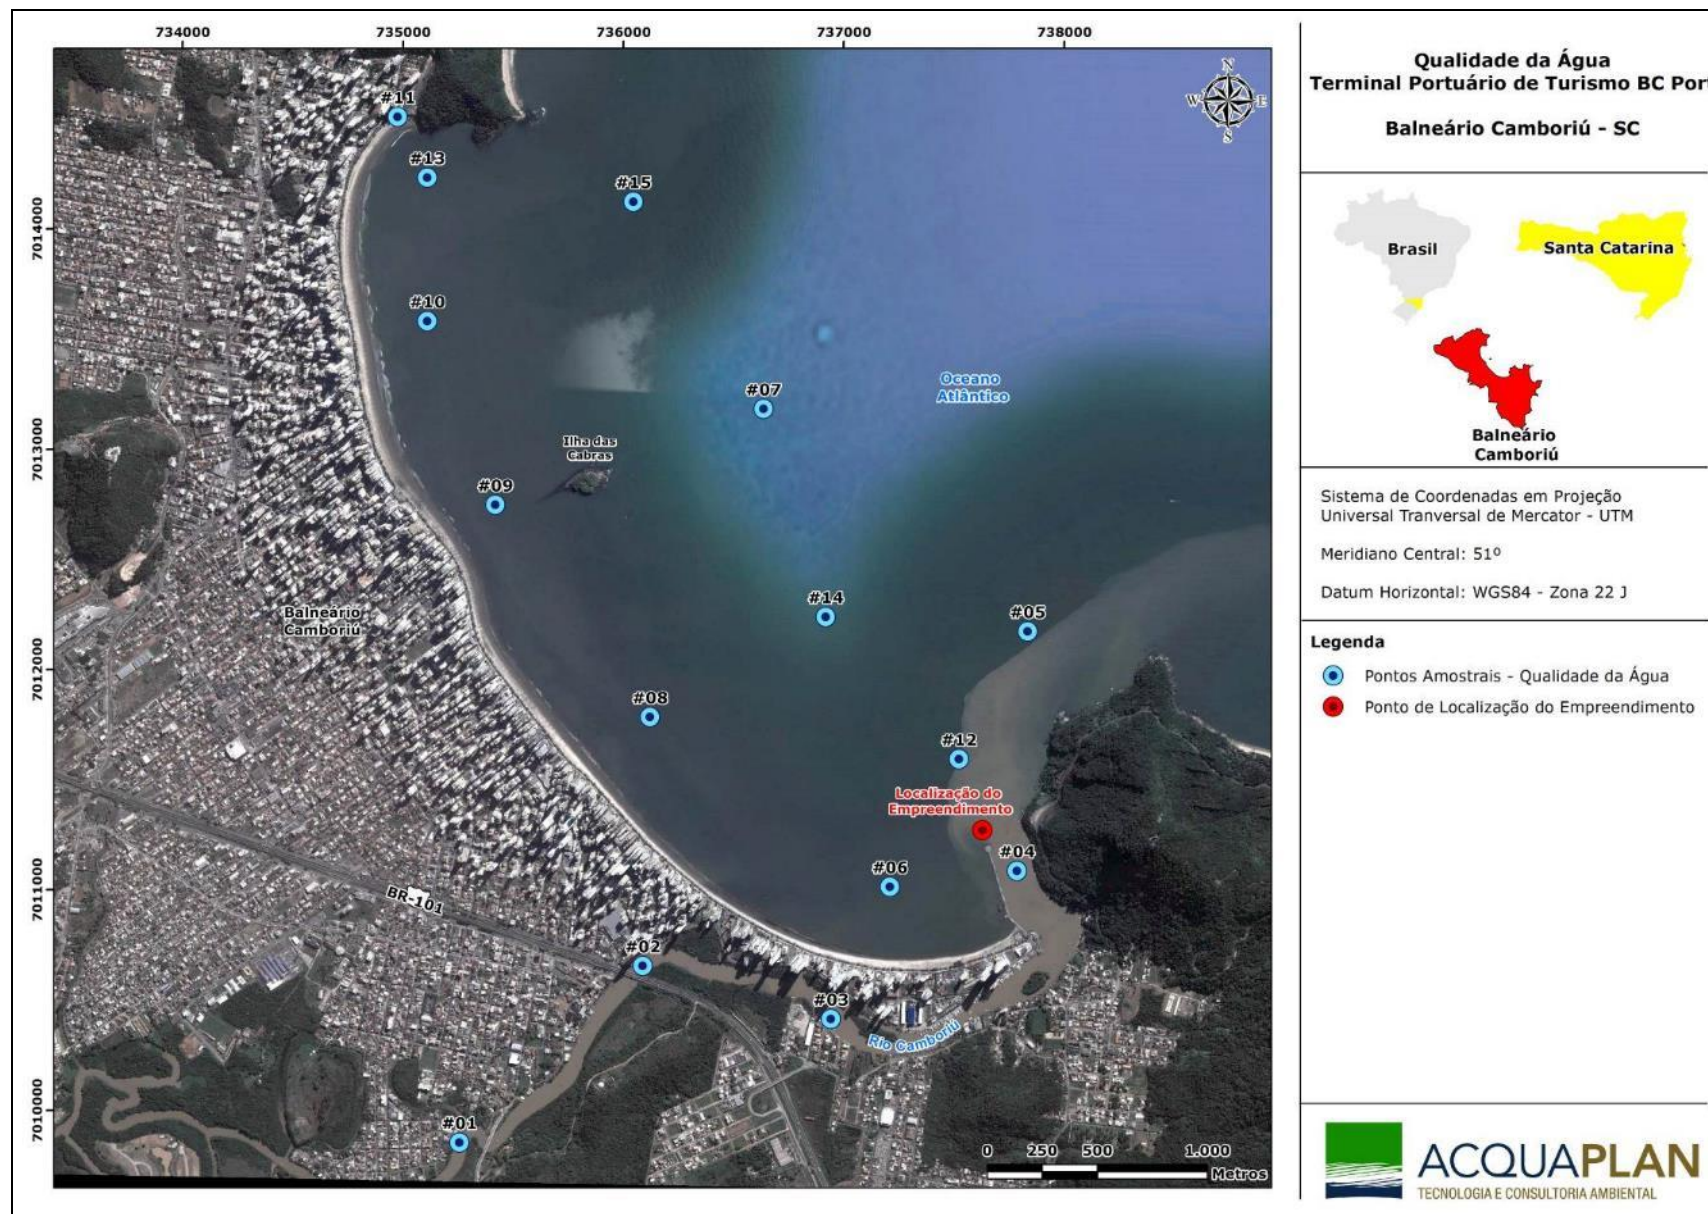 734000
735000
736000
737000
738000
7014000
7013000
7012000
7011000
7010000
N
W
E
S
#11
#13
#15
#10
#07
Oceano
Atlântico
Ilha das
Cabras
#09
#14
#05
Balneário
Camboriú
#08
#12
Localização do
Empreendimento
#04
#06
BR-101
#02
#03
Rio Camboriú
#01
0 250 500 1.000
Metros
Qualidade da Água
Terminal Portuário de Turismo BC Port
Balneário Camboriú - SC
Brasil
Santa Catarina
Balneário
Camboriú
Sistema de Coordenadas em Projeção
Universal Tranversal de Mercator - UTM
Meridiano Central: 51º
Datum Horizontal: WGS84 - Zona 22 J
Legenda
Pontos Amostrais - Qualidade da Água
Ponto de Localização do Empreendimento
ACQUAPLAN
TECNOLOGIA E CONSULTORIA AMBIENTAL